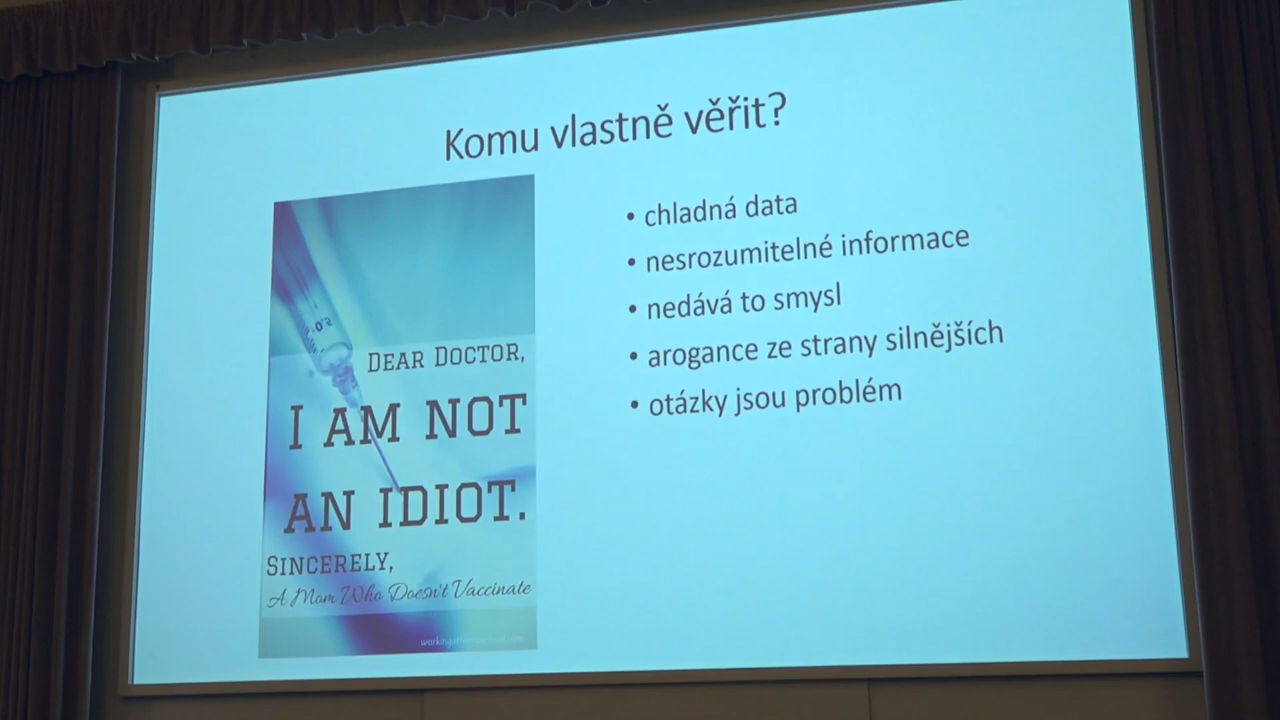 Komu vlastně věřit?
DEAR DOCTOR,
I AM NOT
AN IDIOT.
SINCERELY,
A Mom Who Doesn't Vaccinate
• chladná data
• nesrozumitelné informace
• nedává to smysl
• arogance ze strany silnějších
• otázky jsou problém